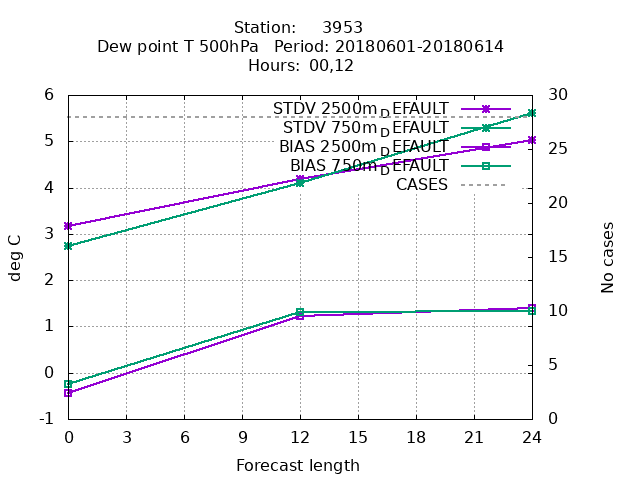 Station: 3953
Dew point T 500hPa Period: 20180601-20180614
Hours: 00,12
STDV 2500m_DEFAULT
STDV 750m_DEFAULT
BIAS 2500m_DEFAULT
BIAS 750m_DEFAULT
CASES
6
5
4
3
2
1
0
-1
30
25
20
15
10
5
0
deg C
No cases
0 3 6 9 12 15 18 21 24
Forecast length